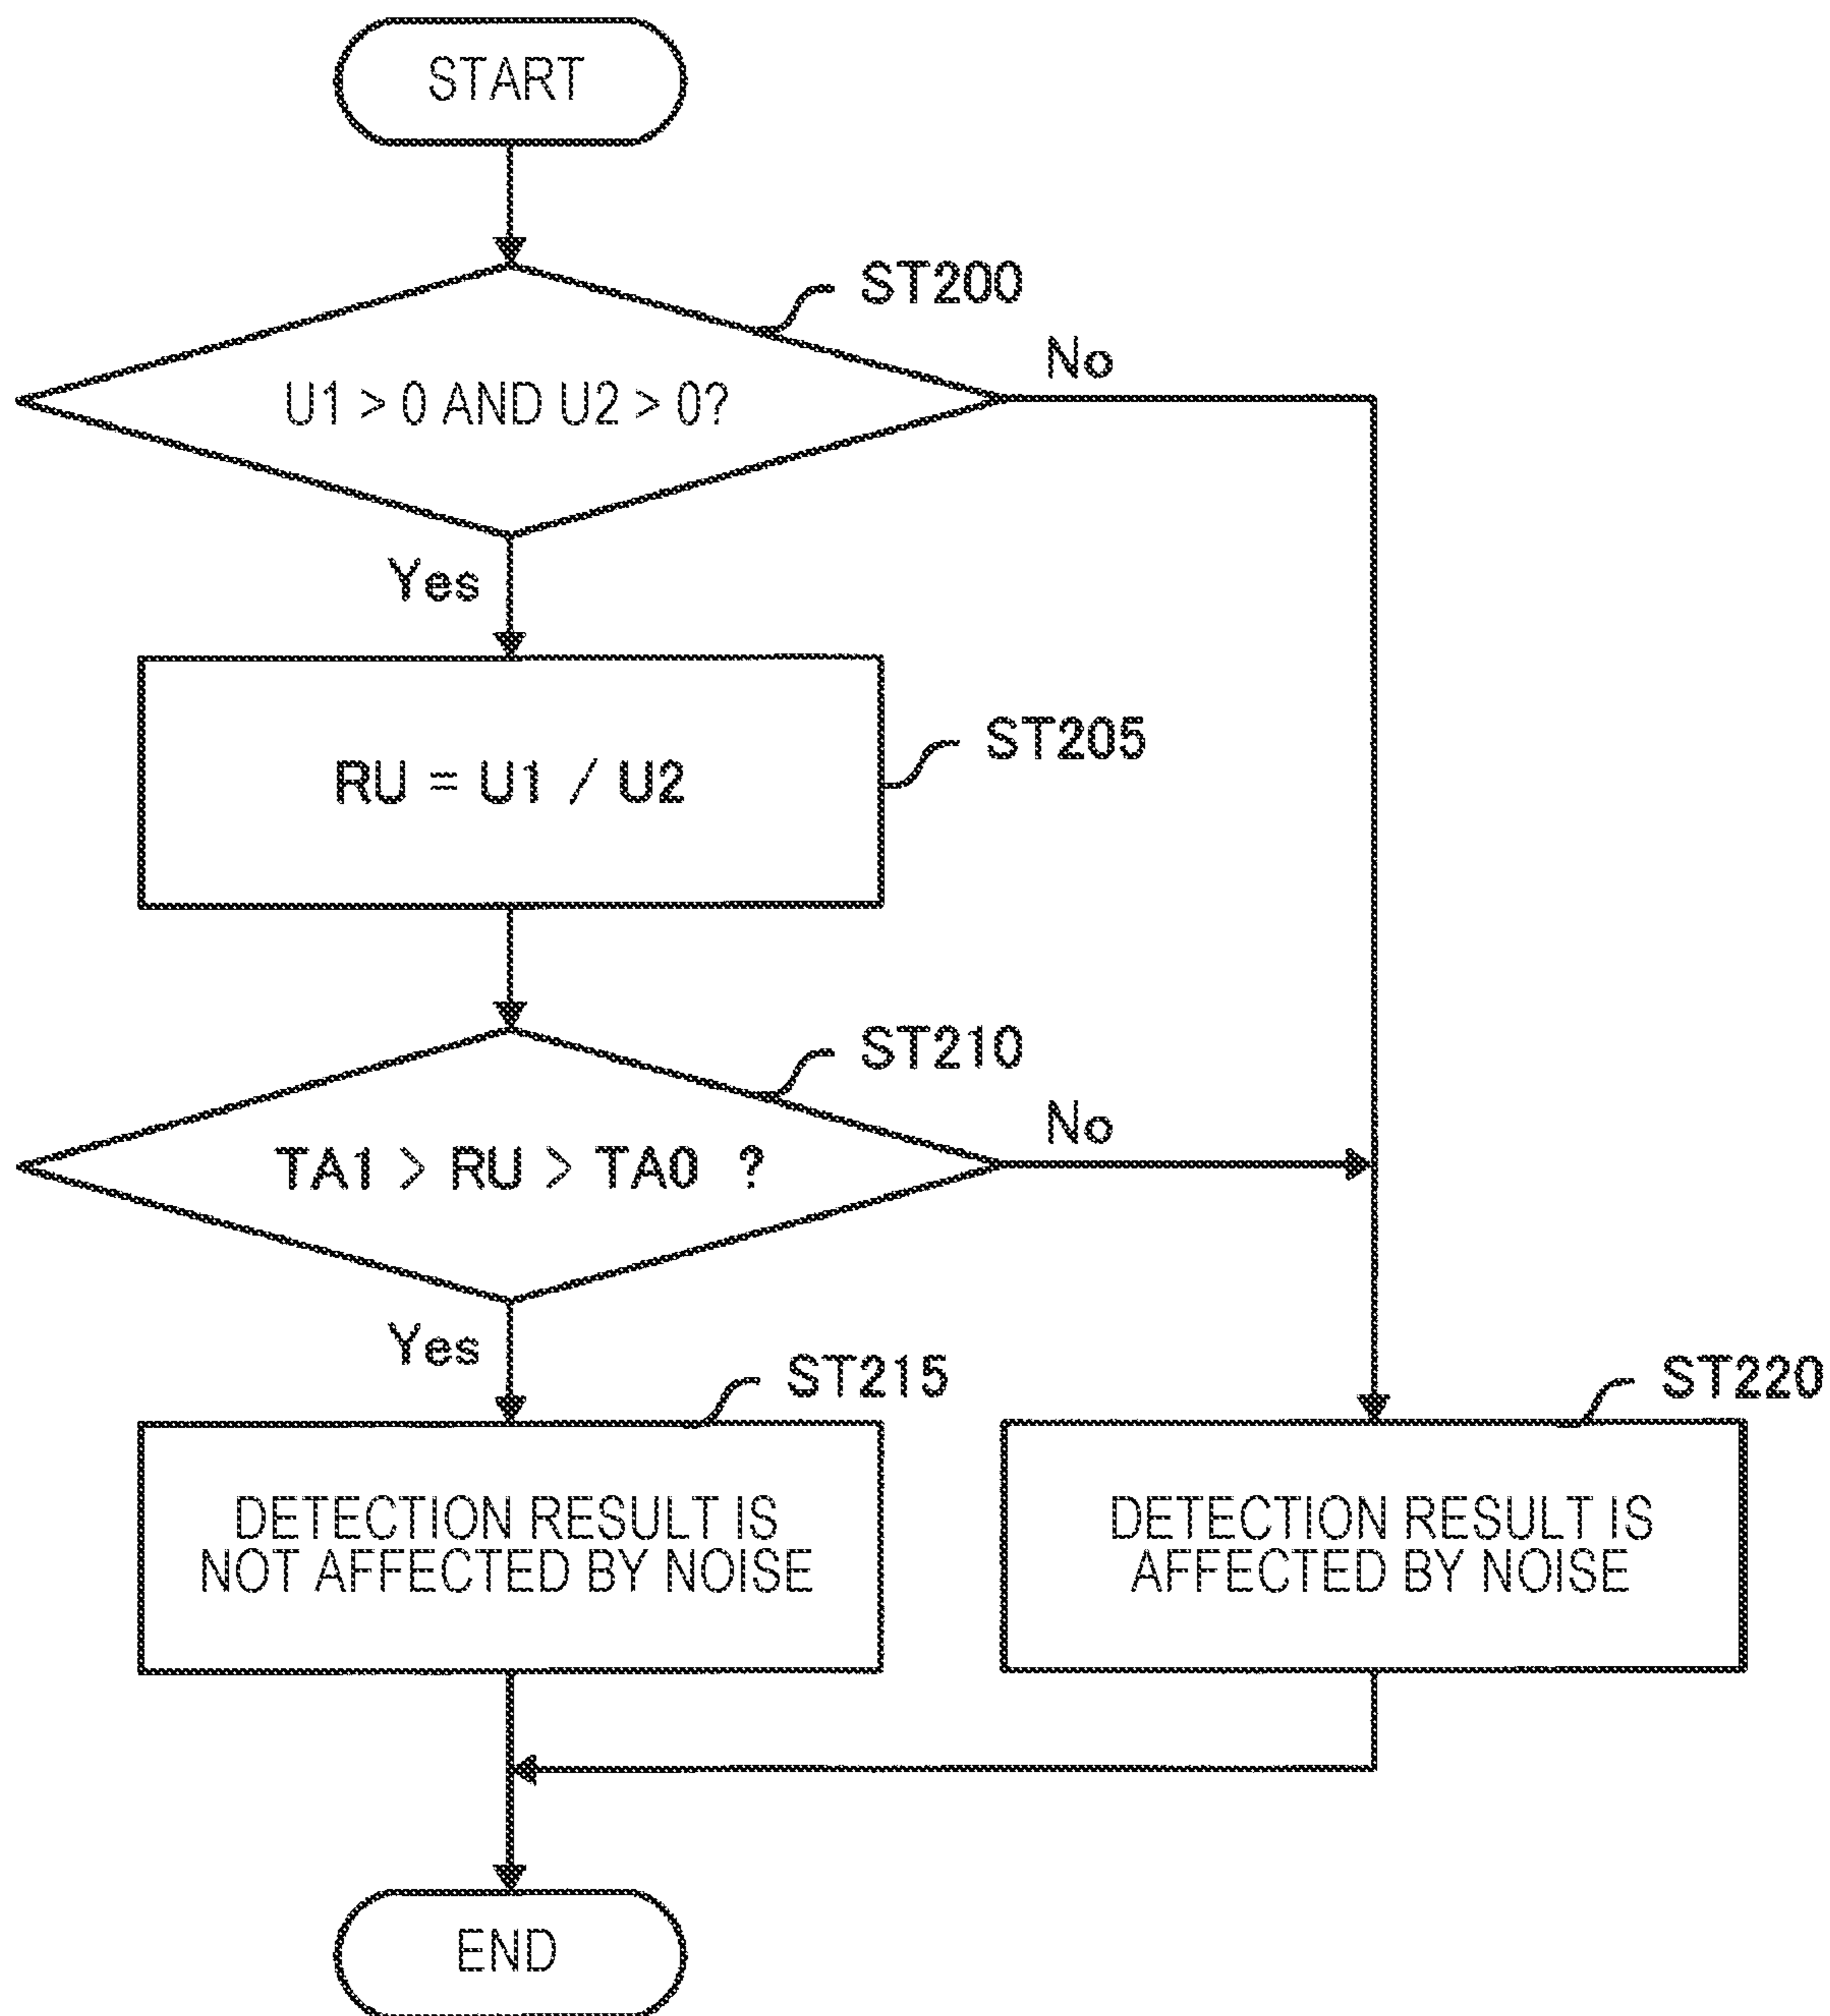 START
ST200
No
U1 > 0 AND U2 > 0?
Yes
ST205
RU = U1 / U2
ST210
No
TA1 > RU > TA0 ?
Yes
ST215
ST220
DETECTION RESULT IS
NOT AFFECTED BY NOISE
DETECTION RESULT IS
AFFECTED BY NOISE
END